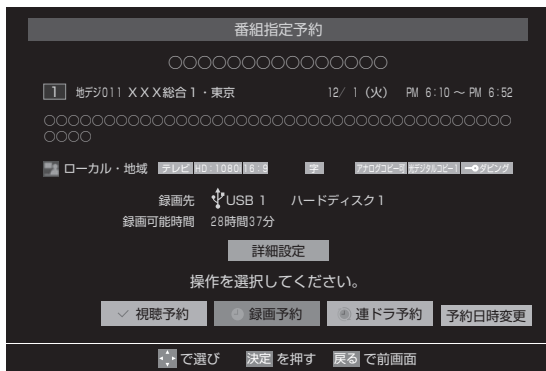 番組指定予約
○○○○○○○○○○○○○○○
1 地デジ011 XXX総合1・東京 12/ 1 (火) PM 6:10~PM 6:52
○○○○○○○○○○○○○○○○○○○○○○○○○○○○○○○
○○○○
ローカル・地域 テレビ HD・1080 16:9 字 アナログコピー可 デジタルコピー1 ダビング
録画先 USB 1 ハードディスク1
録画可能時間 28時間37分
詳細設定
操作を選択してください。
視聴予約 録画予約 連ドラ予約 予約日時変更
で選び 決定 を押す 戻る で前画面